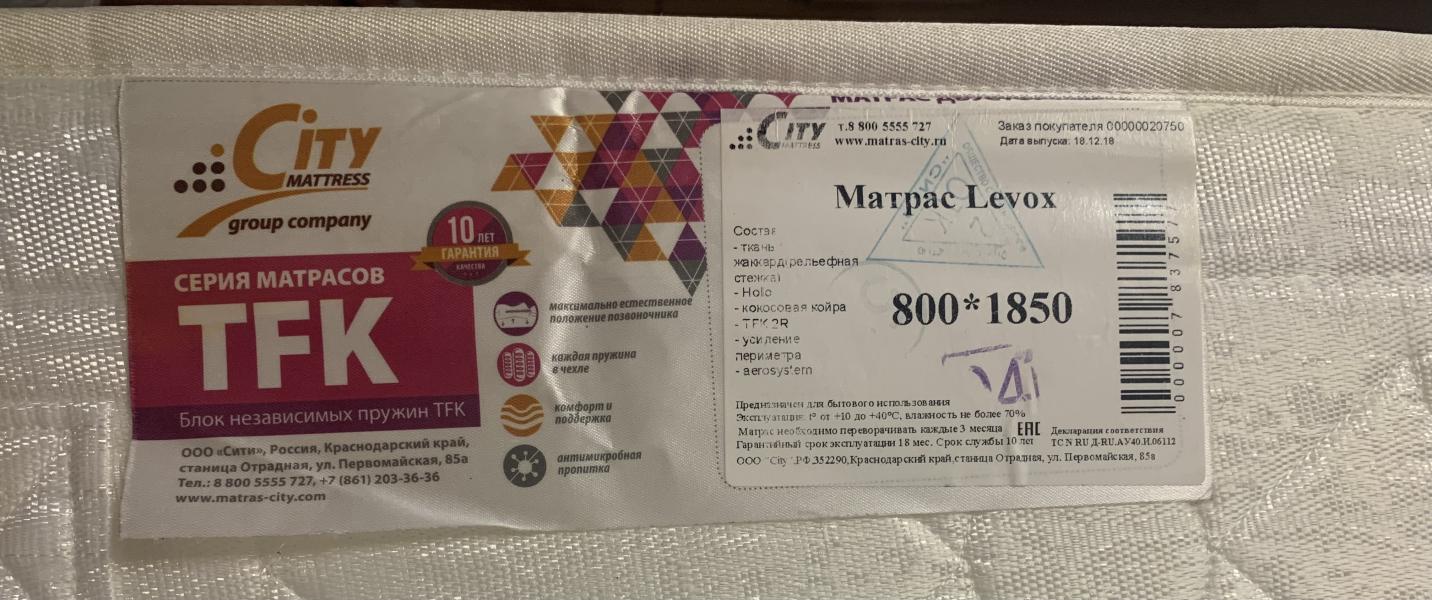 CITY
MATTRESS
group company
10 ЛЕТ
ГАРАНТИЯ
КАЧЕСТВА
СЕРИЯ МАТРАСОВ
TFK
Блок независимых пружин TFK
максимально естественное
положение позвоночника
каждая пружина
в чехле
комфорт и
поддержка
антимикробная
пропитка
ООО «Сити», Россия, Краснодарский край,
станица Отрадная, ул. Первомайская, 85а
Тел.: 8 800 5555 727, +7 (861) 203-36-36
www.matras-city.com
МАТРАС
CITY
MATTRESS
т.8 800 5555 727
www.matras-city.ru
Заказ покупателя 00000020750
Дата выпуска: 18.12.18
Матрас Levox
Состав
- ткань
жаккард(рельефная
стежка)
- Holo
- кокосовая койра
- TFK 2R
- усиление
периметра
- aerosystem
800*1850
Предназначен для бытового использования
Эксплуатация: t° от +10 до +40°C, влажность не более 70%
Матрас необходимо переворачивать каждые 3 месяца
Гарантийный срок эксплуатации 18 мес. Срок службы 10 лет
EAC
Декларация соответствия
ТС N RU Д-RU.АУ40.И.06112
ООО "City".РФ,352290,Краснодарский край,станица Отрадная, ул. Первомайская, 85а
0000078375